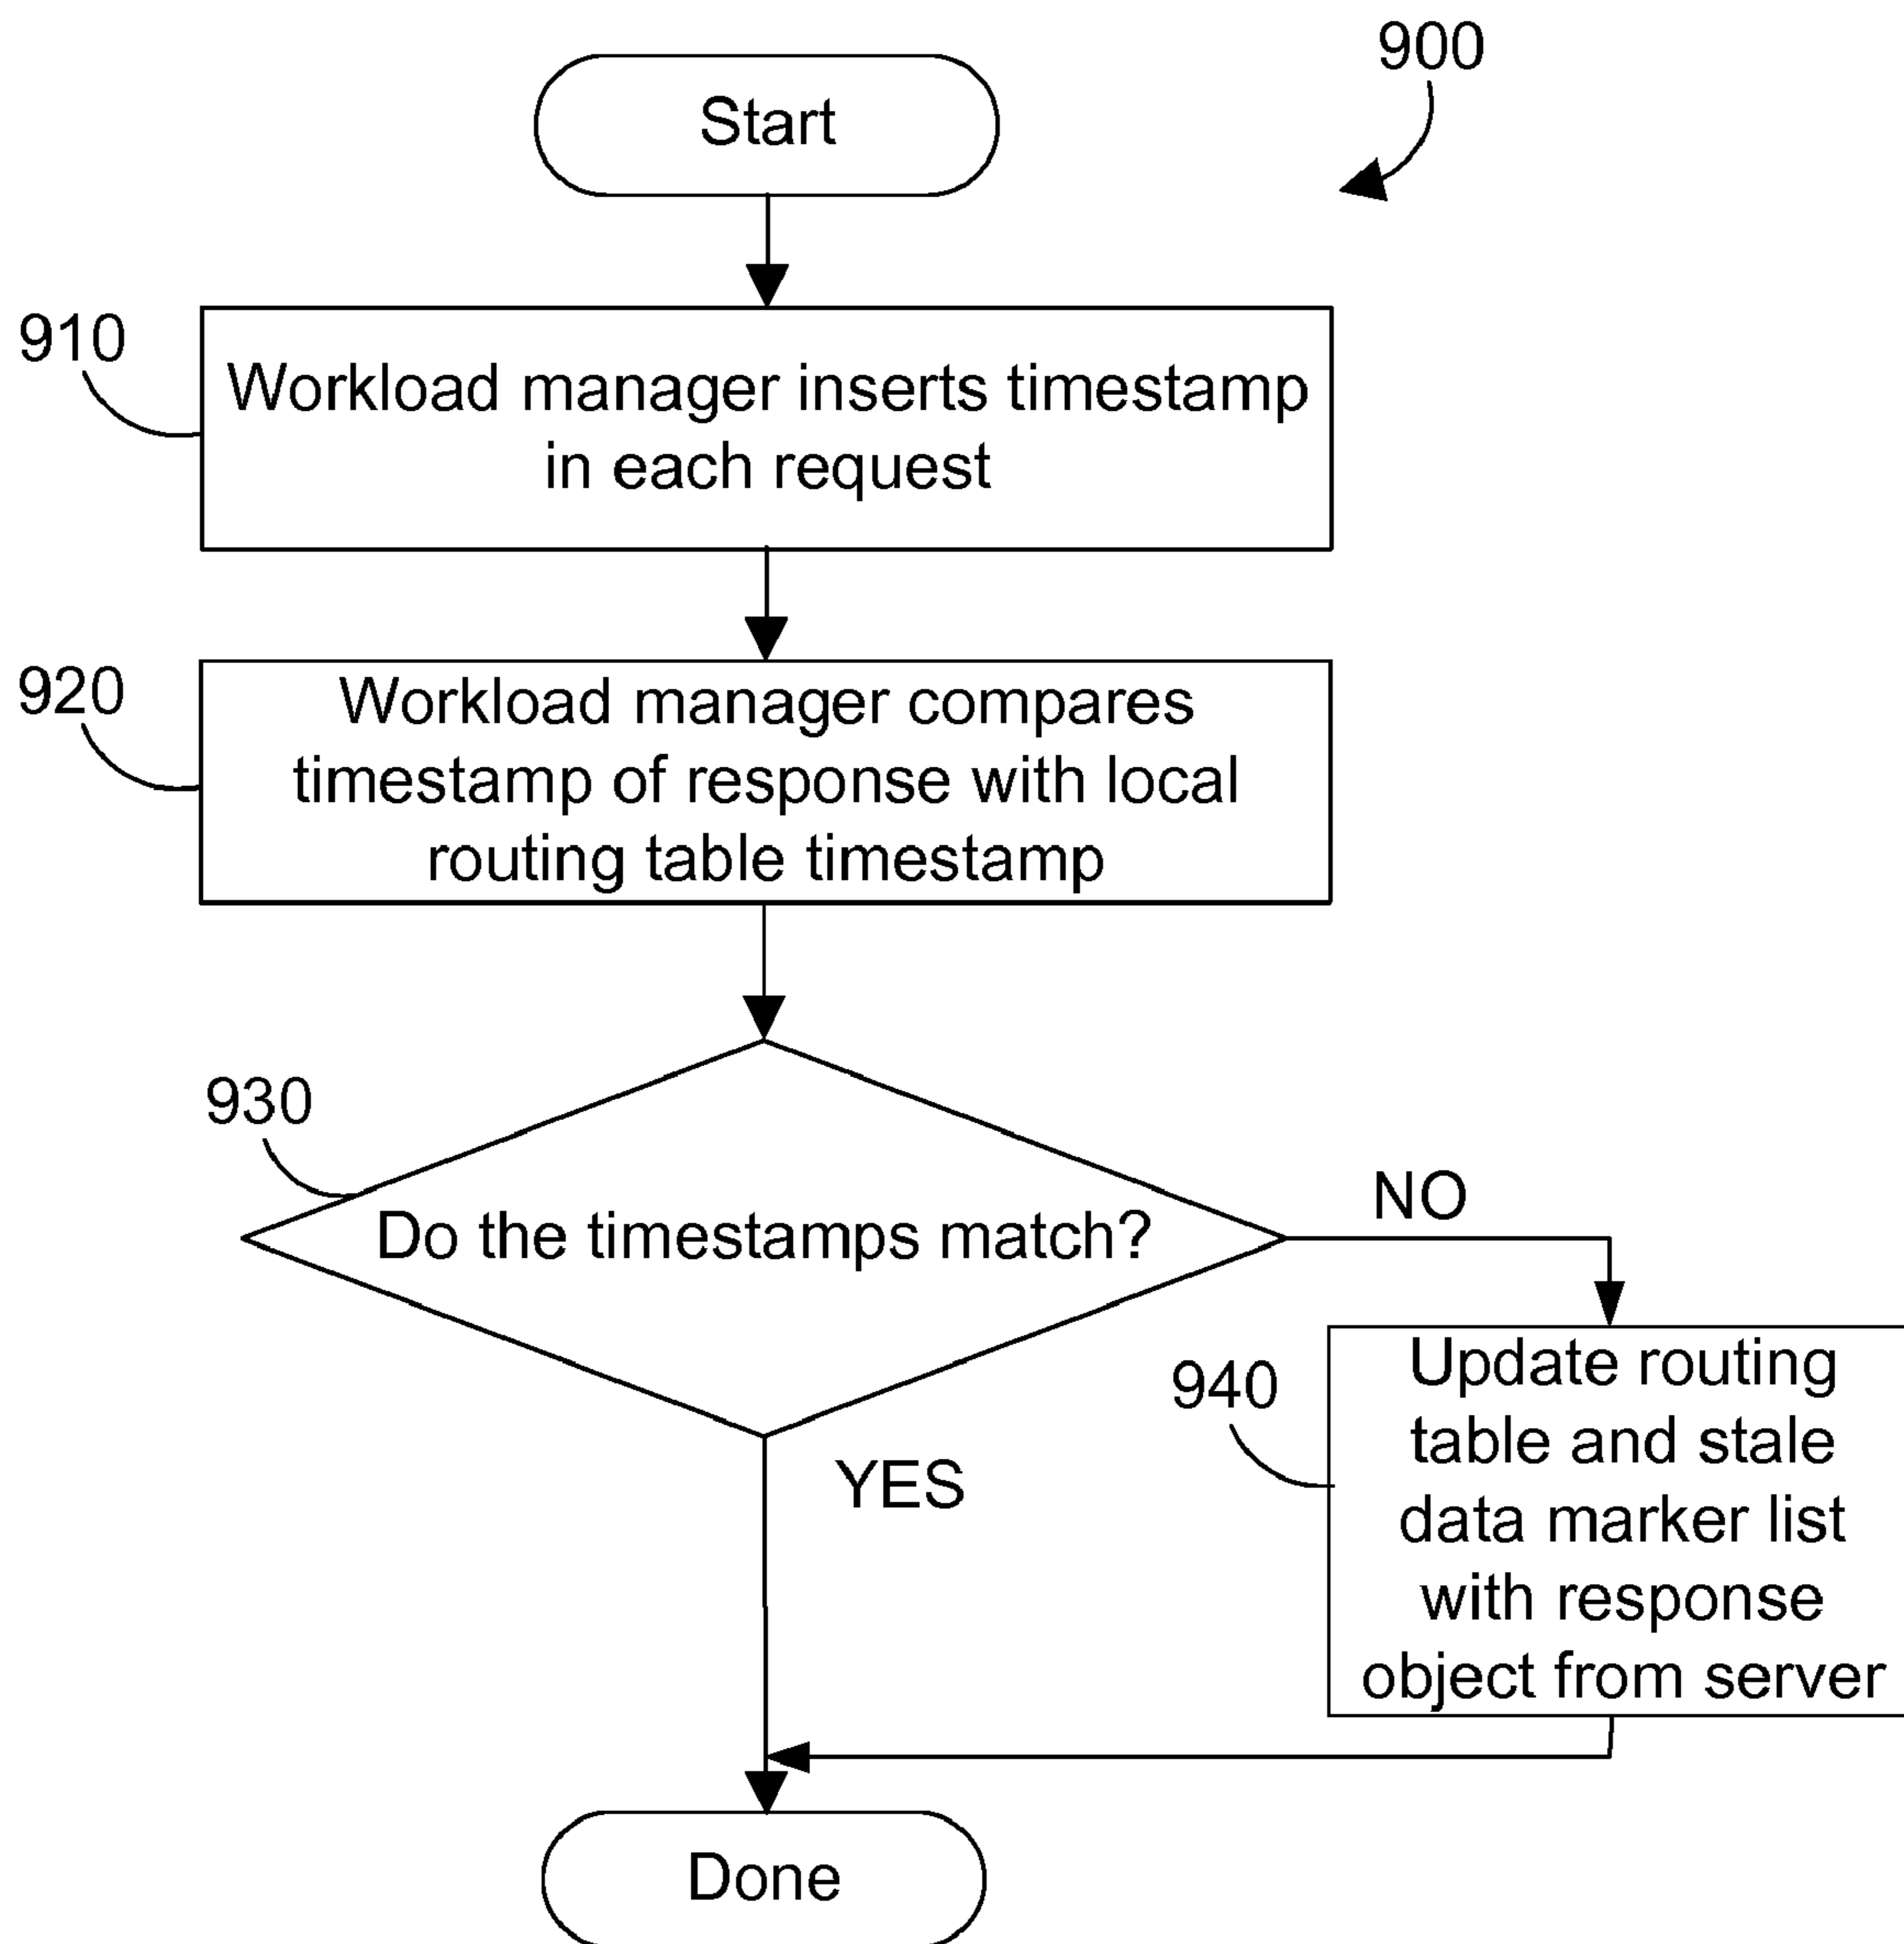 900
Start
910
Workload manager inserts timestamp
in each request
920
Workload manager compares
timestamp of response with local
routing table timestamp
930
Do the timestamps match?
NO
YES
940
Update routing
table and stale
data marker list
with response
object from server
Done